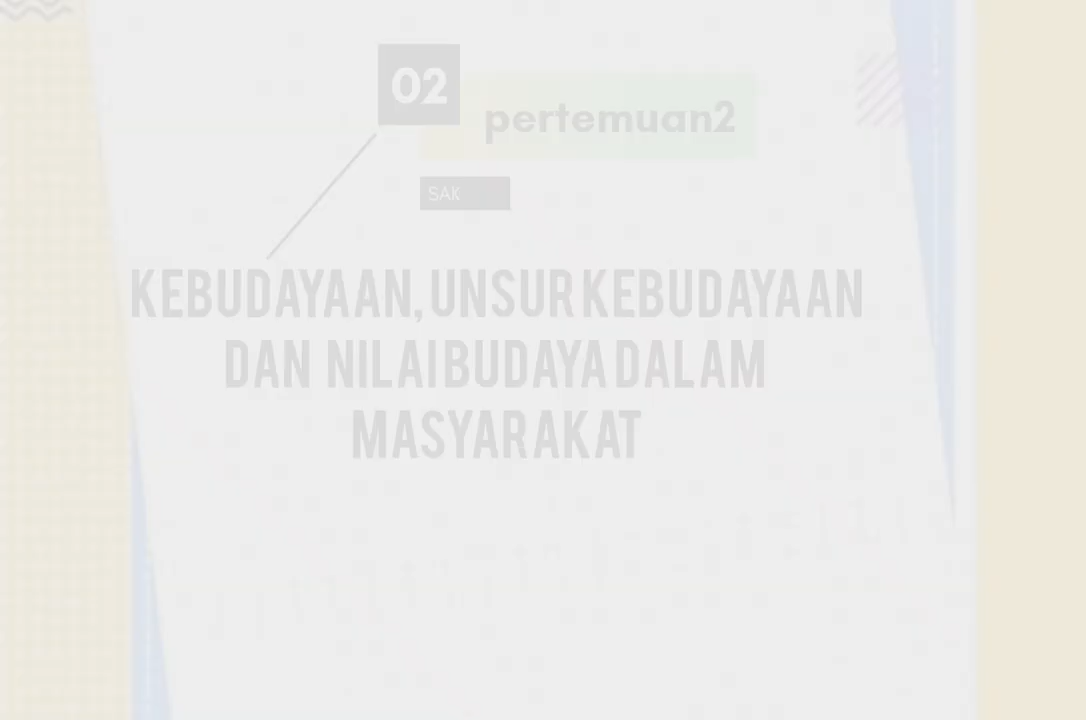 02
pertemuan2
SAK
KEBUDAYAAN, UNSUR KEBUDAYAAN
DAN NILAI BUDAYA DALAM
MASYARAKAT